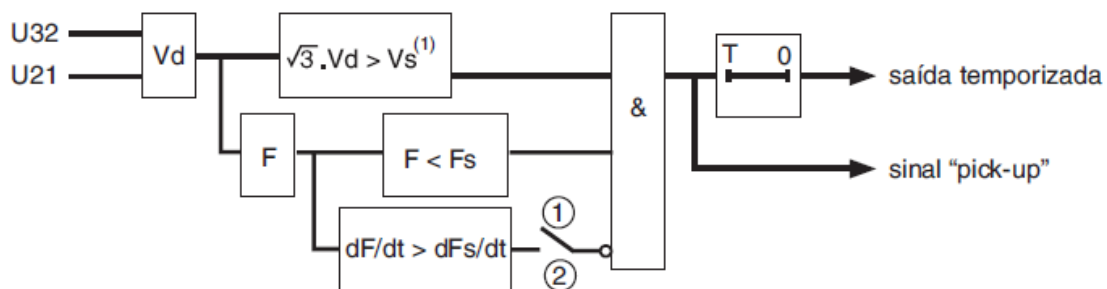 U32
U21
Vd
√3 .Vd > Vs(1)
&
T 0
saída temporizada
sinal “pick-up”
F
F < Fs
dF/dt > dFs/dt
①
②